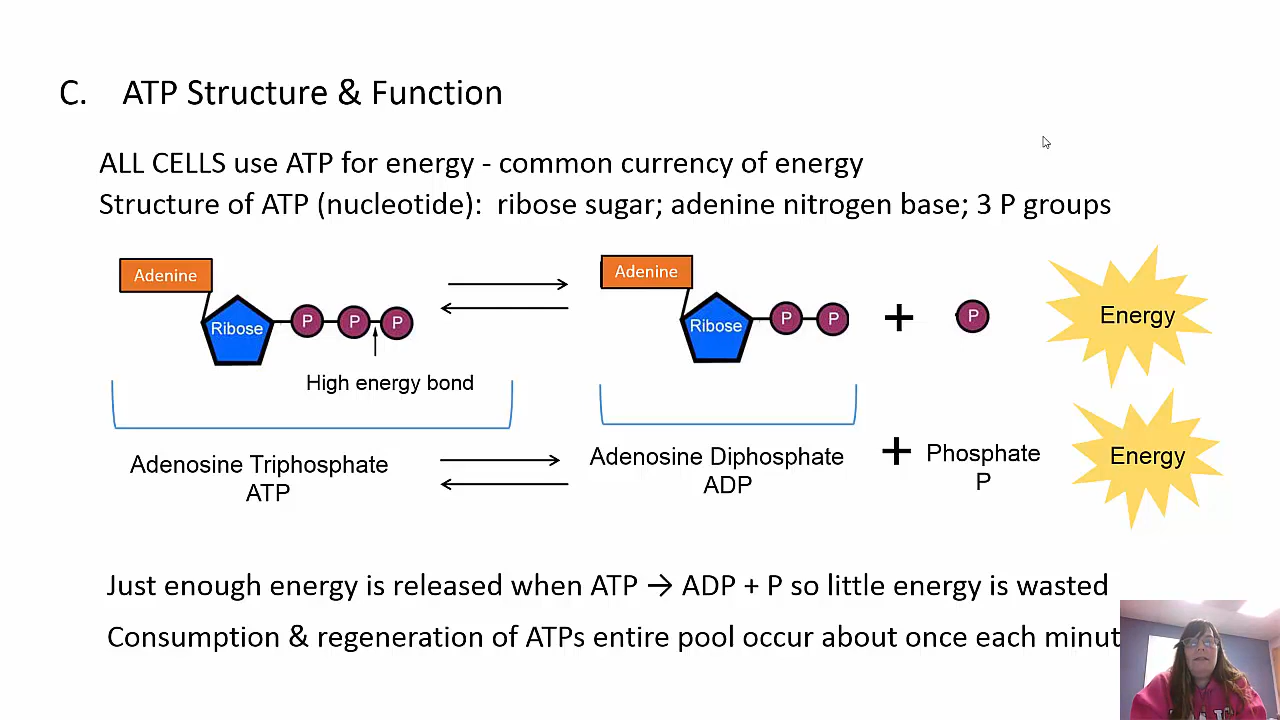 C. ATP Structure & Function
ALL CELLS use ATP for energy - common currency of energy
Structure of ATP (nucleotide): ribose sugar; adenine nitrogen base; 3 P groups
Adenine
Ribose
P P P
High energy bond
Adenine
Ribose
P P
+
P
Energy
Adenosine Triphosphate
ATP
Adenosine Diphosphate
ADP
+
Phosphate
P
Energy
Just enough energy is released when ATP → ADP + P so little energy is wasted
Consumption & regeneration of ATPs entire pool occur about once each minut